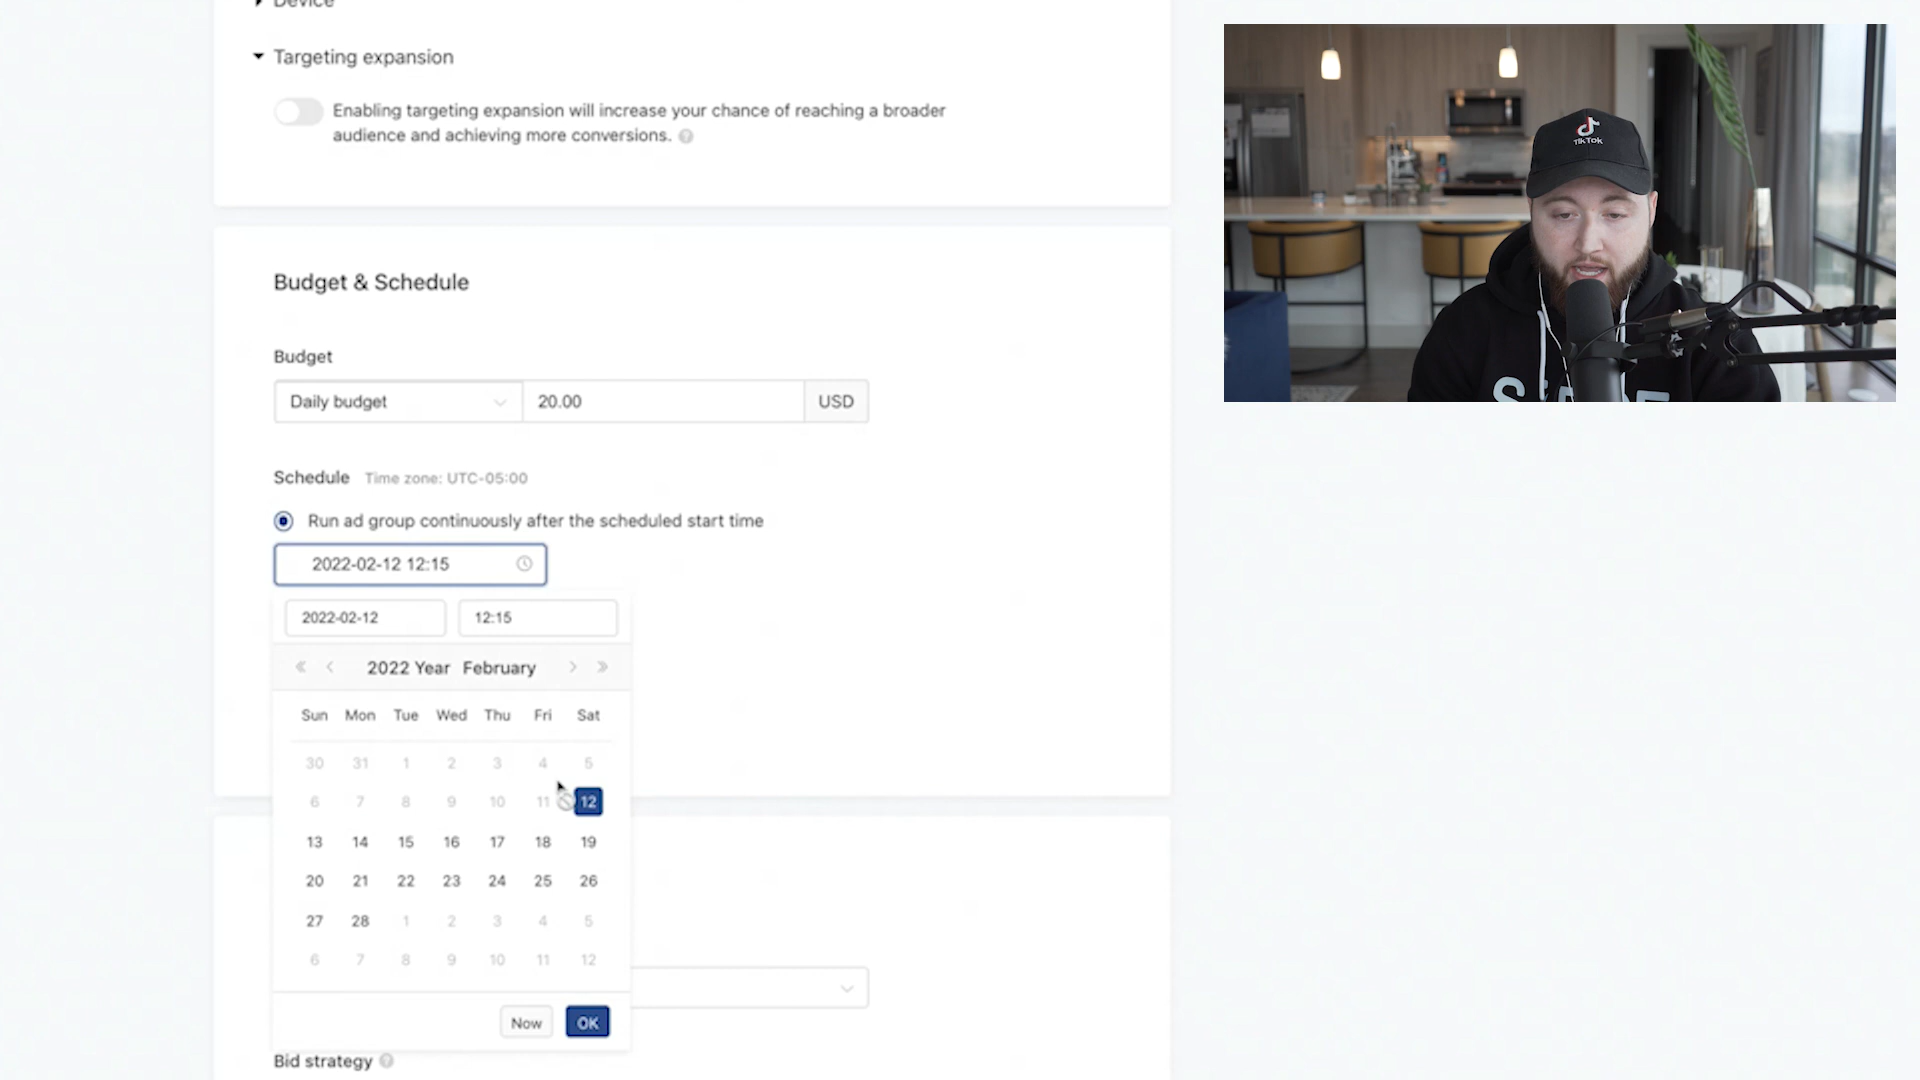 Device
Targeting expansion
Enabling targeting expansion will increase your chance of reaching a broader
audience and achieving more conversions.
Budget & Schedule
Budget
Daily budget
20.00
USD
Schedule Time zone: UTC-05:00
Run ad group continuously after the scheduled start time
2022-02-12 12:15
2022-02-12 12:15
2022 Year February
Sun Mon Tue Wed Thu Fri Sat
30 31 1 2 3 4 5
6 7 8 9 10 11 12
13 14 15 16 17 18 19
20 21 22 23 24 25 26
27 28 1 2 3 4 5
6 7 8 9 10 11 12
Now OK
Bid strategy
TikTok